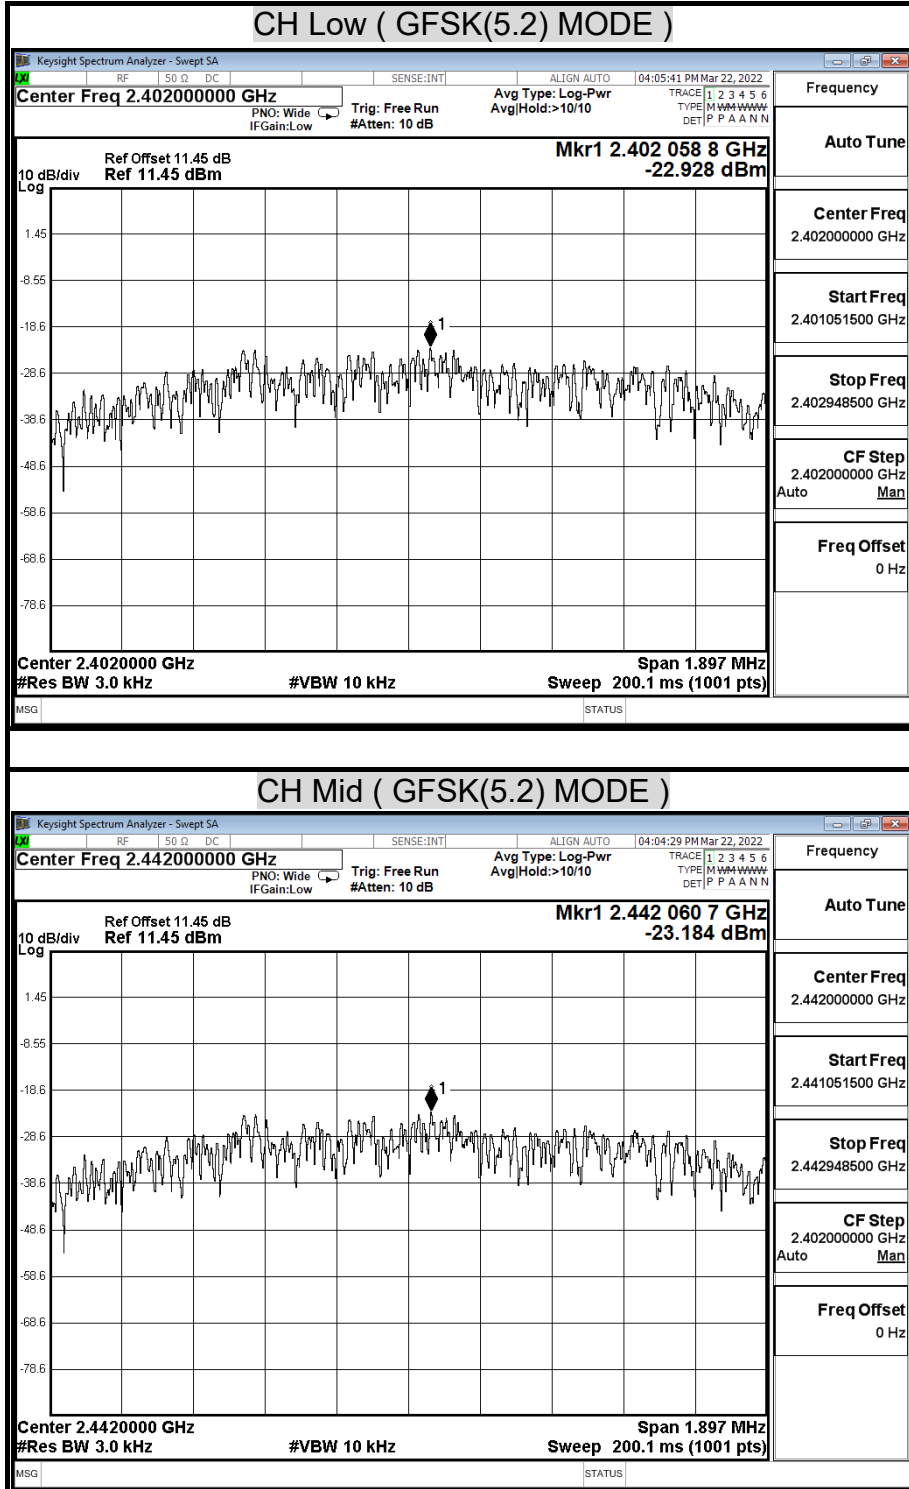 CH Low ( GFSK(5.2) MODE )
Keysight Spectrum Analyzer - Swept SA
LXI RF 50 Ω DC SENSE:INT ALIGN AUTO 04:05:41 PM Mar 22, 2022
Center Freq 2.402000000 GHz
PNO: Wide
IFGain:Low
Trig: Free Run
#Atten: 10 dB
Avg Type: Log-Pwr
Avg|Hold:>10/10
TRACE 1 2 3 4 5 6
TYPE M WM WWWW
DET P P A A N N
Ref Offset 11.45 dB
10 dB/div Ref 11.45 dBm
Log
Mkr1 2.402 058 8 GHz
-22.928 dBm
1.45
-8.55
-18.6
-28.6
-38.6
-48.6
-58.6
-68.6
-78.6
1
Center 2.4020000 GHz Span 1.897 MHz
#Res BW 3.0 kHz #VBW 10 kHz Sweep 200.1 ms (1001 pts)
MSG STATUS
Frequency
Auto Tune
Center Freq
2.402000000 GHz
Start Freq
2.401051500 GHz
Stop Freq
2.402948500 GHz
CF Step
2.402000000 GHz
Auto Man
Freq Offset
0 Hz
CH Mid ( GFSK(5.2) MODE )
Keysight Spectrum Analyzer - Swept SA
LXI RF 50 Ω DC SENSE:INT ALIGN AUTO 04:04:29 PM Mar 22, 2022
Center Freq 2.442000000 GHz
PNO: Wide
IFGain:Low
Trig: Free Run
#Atten: 10 dB
Avg Type: Log-Pwr
Avg|Hold:>10/10
TRACE 1 2 3 4 5 6
TYPE M WM WWWW
DET P P A A N N
Ref Offset 11.45 dB
10 dB/div Ref 11.45 dBm
Log
Mkr1 2.442 060 7 GHz
-23.184 dBm
1.45
-8.55
-18.6
-28.6
-38.6
-48.6
-58.6
-68.6
-78.6
1
Center 2.4420000 GHz Span 1.897 MHz
#Res BW 3.0 kHz #VBW 10 kHz Sweep 200.1 ms (1001 pts)
MSG STATUS
Frequency
Auto Tune
Center Freq
2.442000000 GHz
Start Freq
2.441051500 GHz
Stop Freq
2.442948500 GHz
CF Step
2.402000000 GHz
Auto Man
Freq Offset
0 Hz